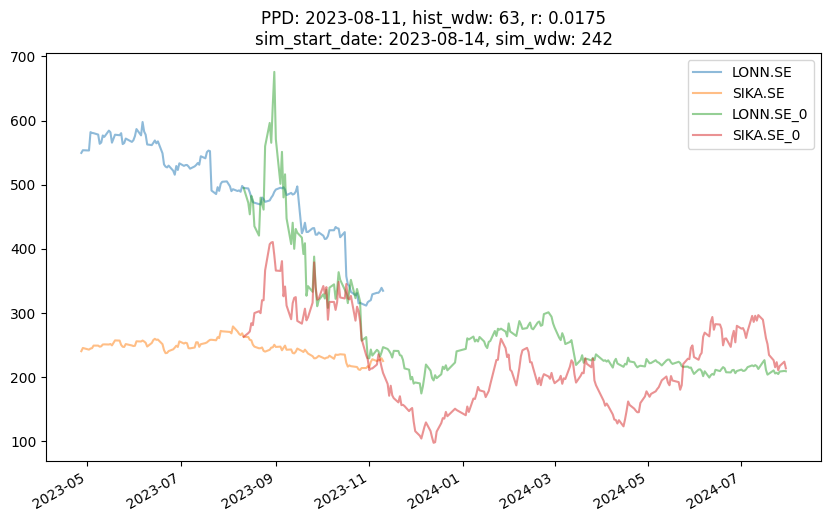 PPD: 2023-08-11, hist_wdw: 63, r: 0.0175
sim_start_date: 2023-08-14, sim_wdw: 242
700
600
500
400
300
200
100
LONN.SE
SIKA.SE
LONN.SE_0
SIKA.SE_0
2023-05
2023-07
2023-09
2023-11
2024-01
2024-03
2024-05
2024-07